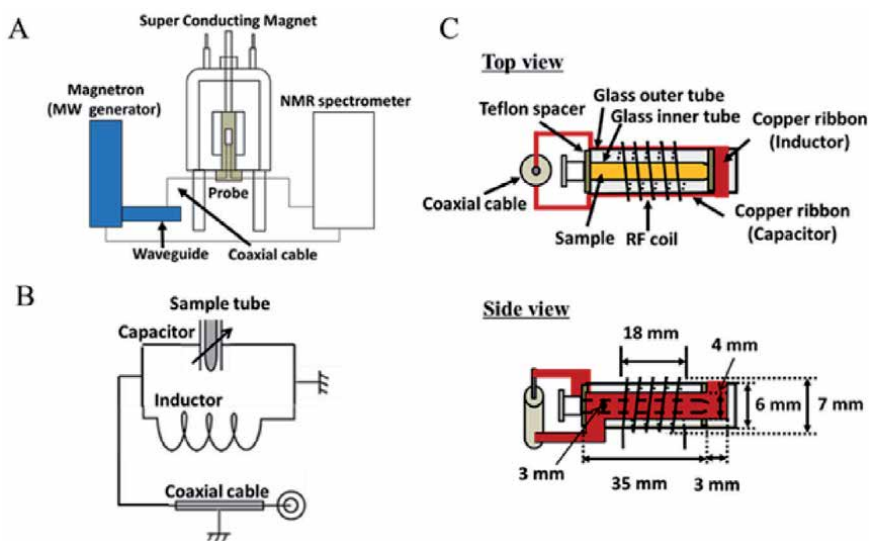 A
Super Conducting Magnet
Magnetron
(MW generator)
NMR spectrometer
Probe
Waveguide
Coaxial cable
B
Sample tube
Capacitor
Inductor
Coaxial cable
C
Top view
Glass outer tube
Teflon spacer
Glass inner tube
Copper ribbon
(Inductor)
Coaxial cable
Copper ribbon
(Capacitor)
Sample
RF coil
Side view
18 mm
4 mm
6 mm
7 mm
3 mm
35 mm
3 mm